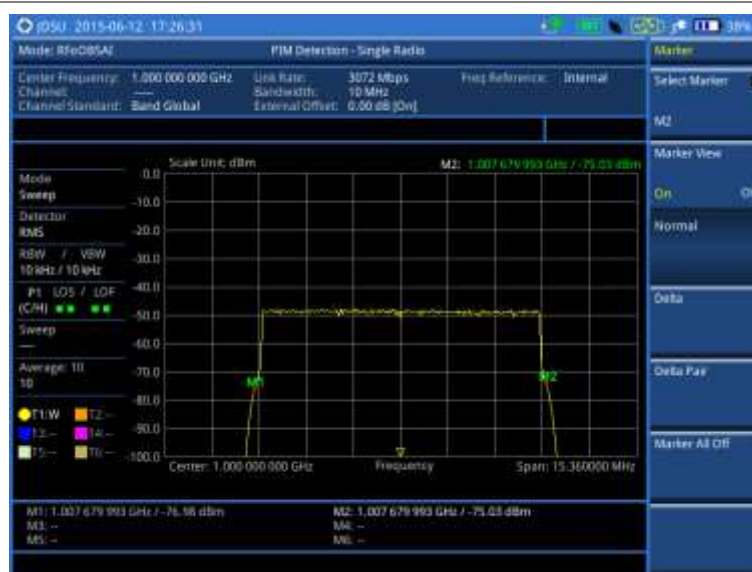 JDSU 2015-06-12 17:26:31 38%
Mode: RFoOBSAI PIM Detection - Single Radio Marker
Center Frequency: 1.000 000 000 GHz Link Rate: 3072 Mbps Freq Reference: Internal
Channel: ---- Bandwidth: 10 MHz
Channel Standard: Band Global External Offset: 0.00 dB [On]
Select Marker
M2
Scale Unit: dBm M2: 1.007 679 993 GHz / -75.03 dBm
Marker View
On
Normal
Delta
Delta Pair
Marker All Off
Mode
Sweep
Detector
RMS
RBW / VBW
10 kHz / 10 kHz
P1 LOS / LOF
(C/H)
Sweep
---
Average: 10
10
T1:W T2:--
T3:-- T4:--
T5:-- T6:--
0.0
-10.0
-20.0
-30.0
-40.0
-50.0
-60.0
-70.0
-80.0
-90.0
-100.0
M1 M2
Center: 1.000 000 000 GHz Frequency Span: 15.360000 MHz
M1: 1.007 679 993 GHz / -76.98 dBm M2: 1.007 679 993 GHz / -75.03 dBm
M3: -- M4: --
M5: -- M6: --